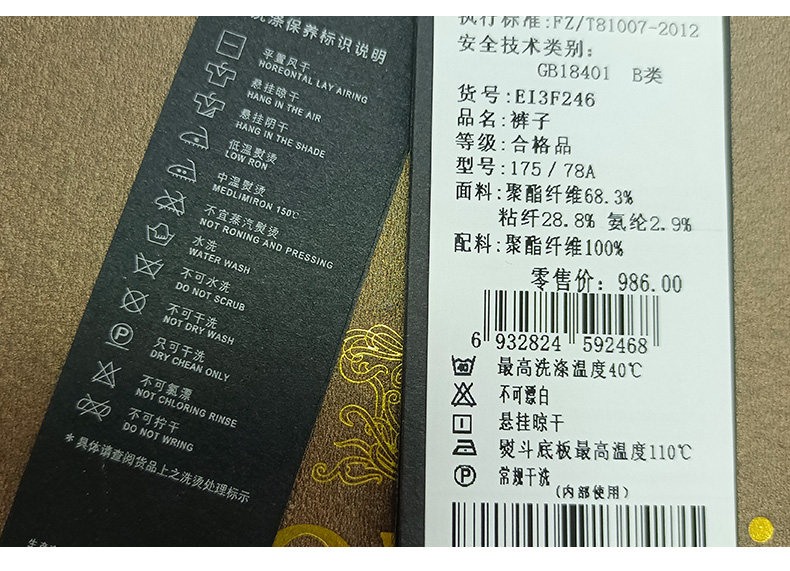 洗涤保养标识说明
平置风干
HOREONTAL LAY AIRING
悬挂晾干
HANG IN THE AIR
悬挂阴干
HANG IN THE SHADE
低温熨烫
LOW RON
中温熨烫
MEDLIMIRON 150℃
不宜蒸汽熨烫
NOT RONING AND PRESSING
水洗
WATER WASH
不可水洗
DO NOT SCRUB
不可干洗
NOT DRY WASH
只可干洗
DRY CHEAN ONLY
不可氯漂
NOT CHLORING RINSE
不可拧干
DO NOT WRING
*具体请查阅货品上之洗烫处理标示
执行标准:FZ/T81007-2012
安全技术类别:
GB18401 B类
货号:EI3F246
品名:裤子
等级:合格品
型号:175/78A
面料:聚酯纤维68.3%
粘纤28.8% 氨纶2.9%
配料:聚酯纤维100%
零售价: 986.00
6 932824 592468
40 最高洗涤温度40℃
不可漂白
悬挂晾干
熨斗底板最高温度110℃
P 常规干洗
(内部使用)